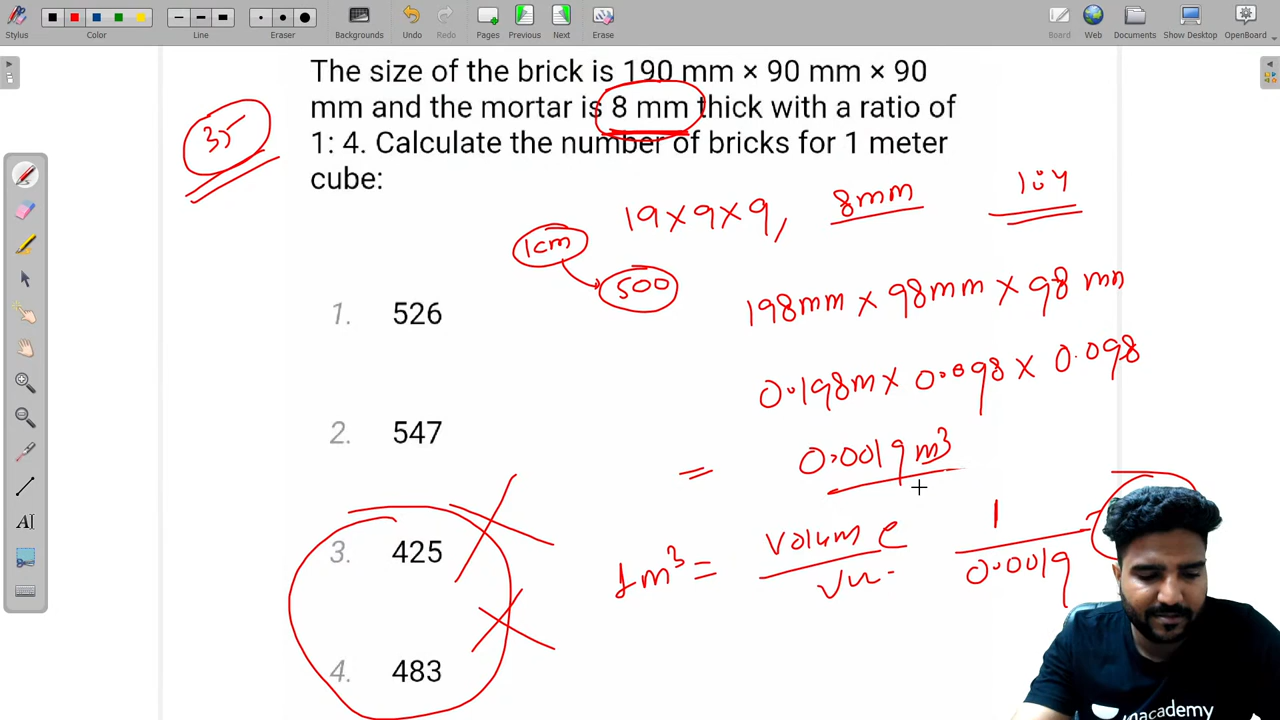 Stylus Color Line Eraser Backgrounds Undo Redo Pages Previous Next Erase Board Web Documents Show Desktop OpenBoard
The size of the brick is 190 mm × 90 mm × 90
mm and the mortar is 8 mm thick with a ratio of
1: 4. Calculate the number of bricks for 1 meter
cube:
35
19×9×9, 8mm 1:4
1cm
500
198mm × 98mm × 98 mm
0.198m × 0.098 × 0.098
= 0.0019 m3
1. 526
2. 547
3. 425
4. 483
1m3 = Volume 1
0.0019
AI
unacademy